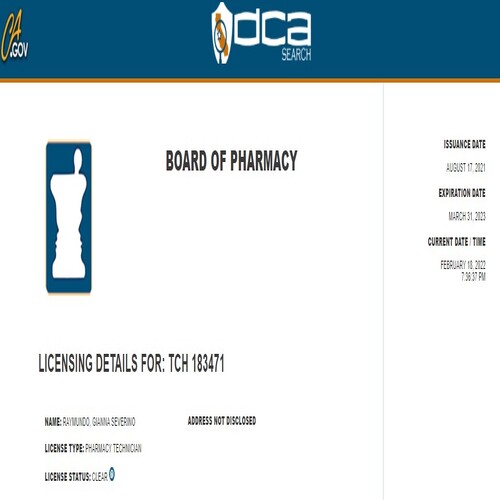 CA
.GOV
dca
SEARCH
BOARD OF PHARMACY
ISSUANCE DATE
AUGUST 17, 2021
EXPIRATION DATE
MARCH 31, 2023
CURRENT DATE / TIME
FEBRUARY 18, 2022
7:36:37 PM
LICENSING DETAILS FOR: TCH 183471
NAME: RAYMUNDO, GIANNA SEVERINO
ADDRESS NOT DISCLOSED
LICENSE TYPE: PHARMACY TECHNICIAN
LICENSE STATUS: CLEAR